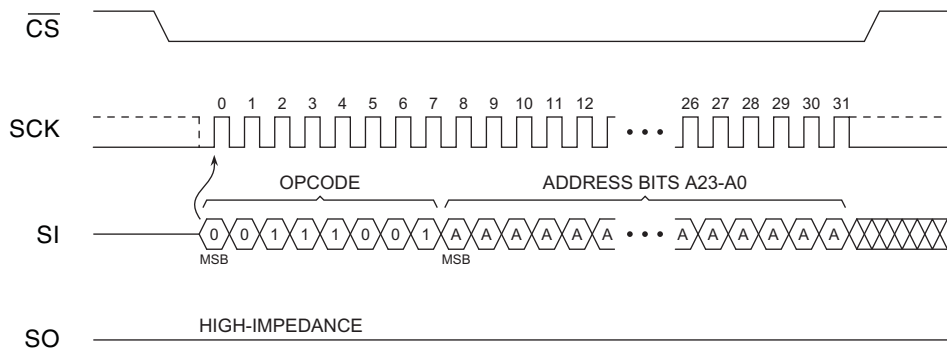 CS
0 1 2 3 4 5 6 7 8 9 10 11 12 26 27 28 29 30 31
SCK
OPCODE ADDRESS BITS A23-A0
SI 0 0 1 1 1 0 0 1 A A A A A A A A A A A A
MSB MSB
HIGH-IMPEDANCE
SO